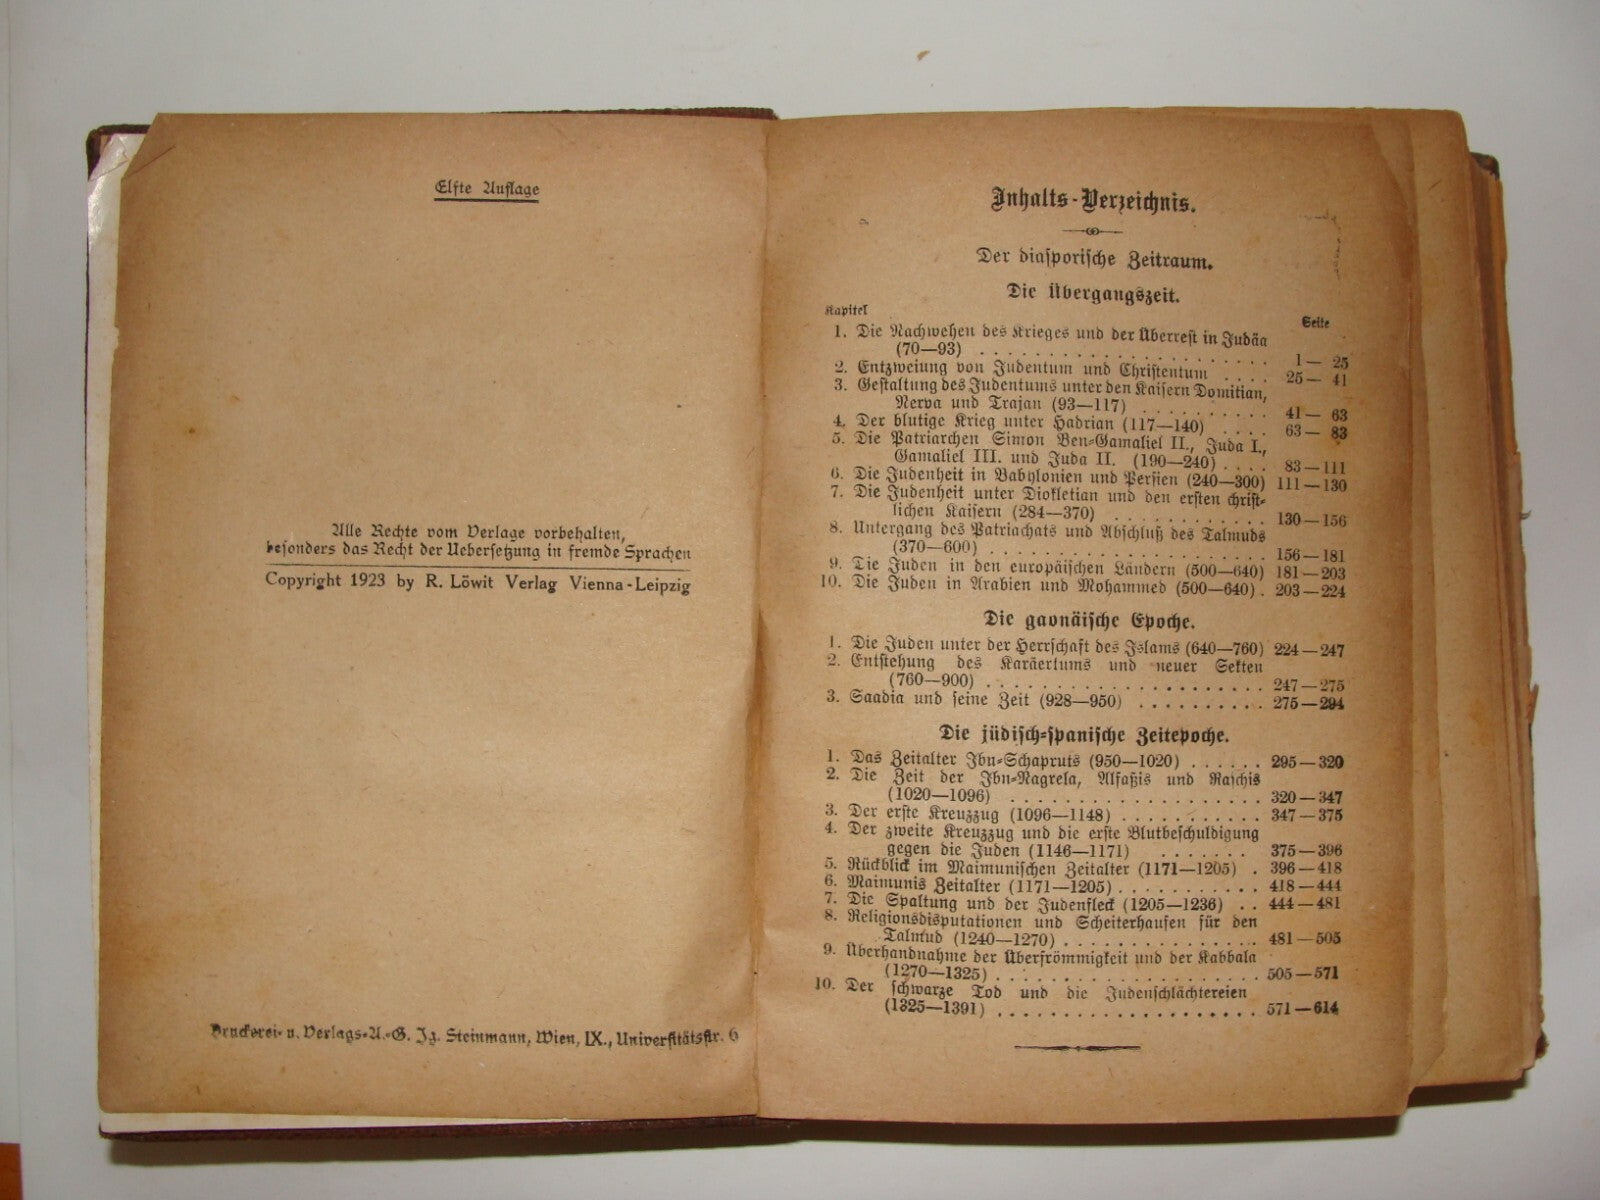 Elfte Auflage
Alle Rechte vom Verlage vorbehalten,
besonders das Recht der Uebersetzung in fremde Sprachen
Copyright 1923 by R. Löwit Verlag Vienna-Leipzig
Druckerei- u. Verlags-A.-G. Ig. Steinmann, Wien, IX., Universitätsstr. 6
Inhalts-Verzeichnis.
Der diasporische Zeitraum.
Die Übergangszeit.
Kapitel Seite
1. Die Nachwehen des Krieges und der Überrest in Judäa
(70—93) . . . . . . . . . . . . . . . . . . . . . 1— 25
2. Entzweiung von Judentum und Christentum . . . . 25— 41
3. Gestaltung des Judentums unter den Kaisern Domitian,
Nerva und Trajan (93—117) . . . . . . . . . . 41— 63
4. Der blutige Krieg unter Hadrian (117—140) . . . . 63— 83
5. Die Patriarchen Simon Ben-Gamaliel II., Juda I.,
Gamaliel III. und Juda II. (190—240) . . . . 83—111
6. Die Judenheit in Babylonien und Persien (240—300) 111—130
7. Die Judenheit unter Diokletian und den ersten christ-
lichen Kaisern (284—370) . . . . . . . . . . . . 130—156
8. Untergang des Patriachats und Abschluß des Talmuds
(370—600) . . . . . . . . . . . . . . . . . . . . 156—181
9. Die Juden in den europäischen Ländern (500—640) 181—203
10. Die Juden in Arabien und Mohammed (500—640) . 203—224
Die gaonäische Epoche.
1. Die Juden unter der Herrschaft des Islams (640—760) 224—247
2. Entstehung des Karäertums und neuer Sekten
(760—900) . . . . . . . . . . . . . . . . . . . . 247—275
3. Saadia und seine Zeit (928—950) . . . . . . . . . . 275—294
Die jüdisch-spanische Zeitepoche.
1. Das Zeitalter Ibn-Schapruts (950—1020) . . . . . . 295—320
2. Die Zeit der Ibn-Nagrela, Alfaßis und Raschis
(1020—1096) . . . . . . . . . . . . . . . . . . . 320—347
3. Der erste Kreuzzug (1096—1148) . . . . . . . . . . . 347—375
4. Der zweite Kreuzzug und die erste Blutbeschuldigung
gegen die Juden (1146—1171) . . . . . . . 375—396
5. Rückblick im Maimunischen Zeitalter (1171—1205) . 396—418
6. Maimunis Zeitalter (1171—1205) . . . . . . . . . . . 418—444
7. Die Spaltung und der Judenfleck (1205—1236) . . 444—481
8. Religionsdisputationen und Scheiterhaufen für den
Talmud (1240—1270) . . . . . . . . . . . . . . . 481—505
9. Überhandnahme der Überfrömmigkeit und der Kabbala
(1270—1325) . . . . . . . . . . . . . . . . . . . . 505—571
10. Der schwarze Tod und die Judenschlächtereien
(1325—1391) . . . . . . . . . . . . . . . . . . . . 571—614